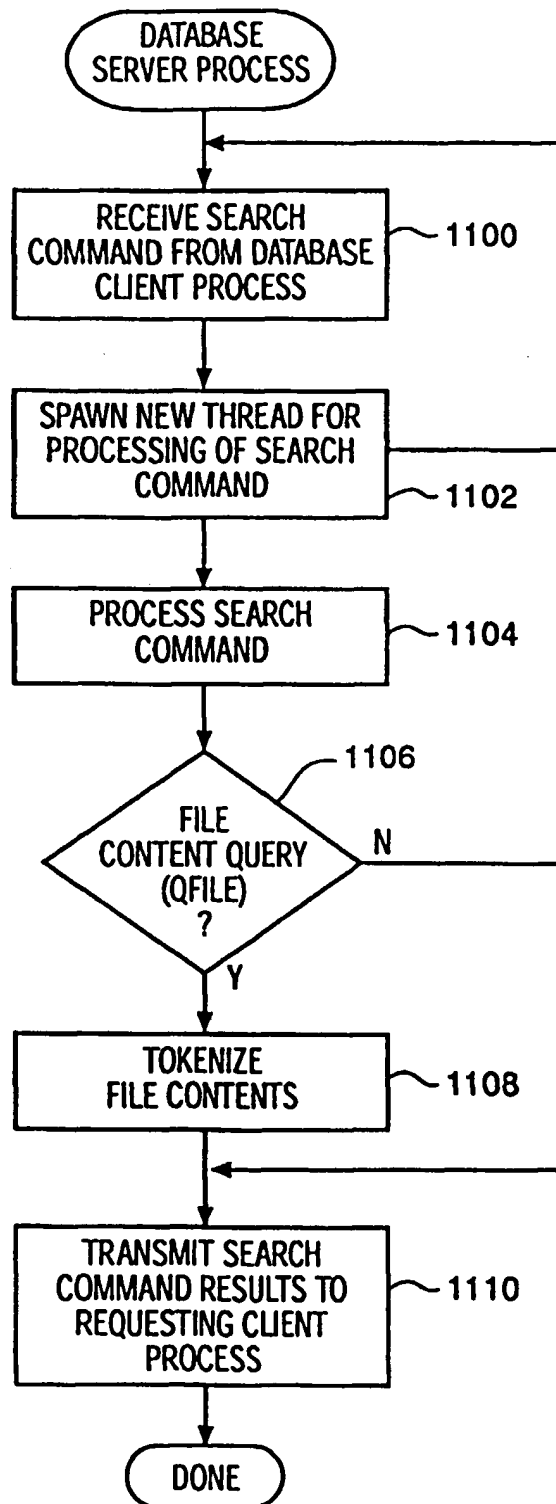 DATABASE
SERVER PROCESS
RECEIVE SEARCH
COMMAND FROM DATABASE
CLIENT PROCESS
1100
SPAWN NEW THREAD FOR
PROCESSING OF SEARCH
COMMAND
1102
PROCESS SEARCH
COMMAND
1104
1106
FILE
CONTENT QUERY
(QFILE)
?
N
Y
TOKENIZE
FILE CONTENTS
1108
TRANSMIT SEARCH
COMMAND RESULTS TO
REQUESTING CLIENT
PROCESS
1110
DONE